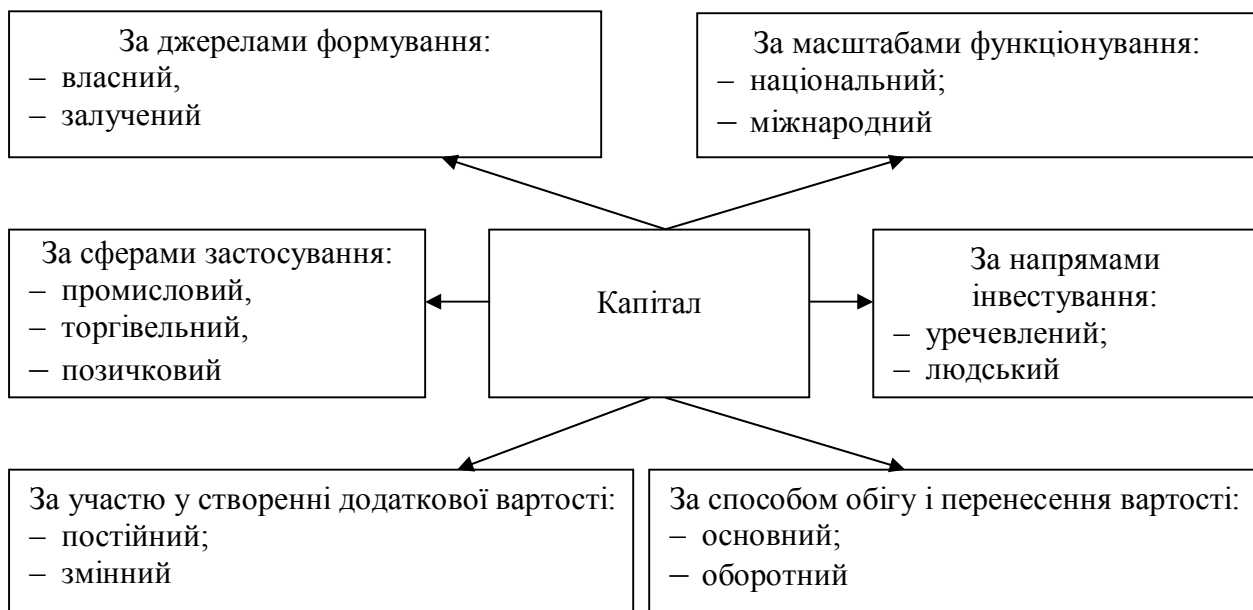 За джерелами формування:
– власний,
– залучений
За масштабами функціонування:
– національний;
– міжнародний
За сферами застосування:
– промисловий,
– торгівельний,
– позичковий
Капітал
За напрямами
інвестування:
– уречевлений;
– людський
За участю у створенні додаткової вартості:
– постійний;
– змінний
За способом обігу і перенесення вартості:
– основний;
– оборотний